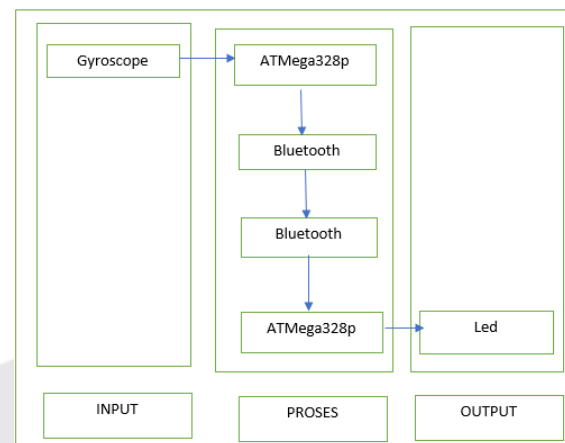 Gyroscope
ATMega328p
Bluetooth
Bluetooth
ATMega328p
Led
INPUT
PROSES
OUTPUT